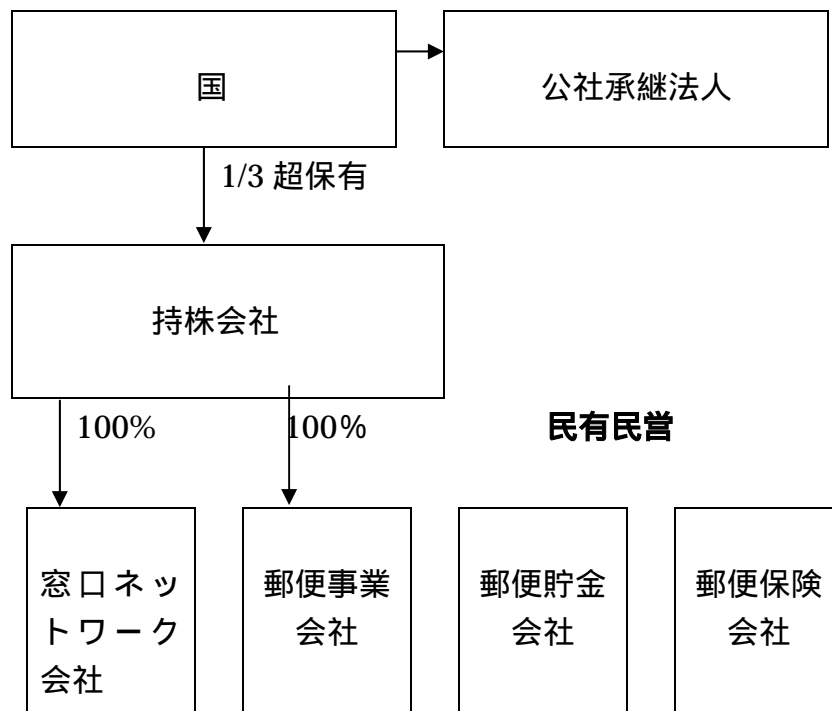 国
公社承継法人
1/3 超保有
持株会社
100%
100%
民有民営
窓口ネッ
トワーク
会社
郵便事業
会社
郵便貯金
会社
郵便保険
会社